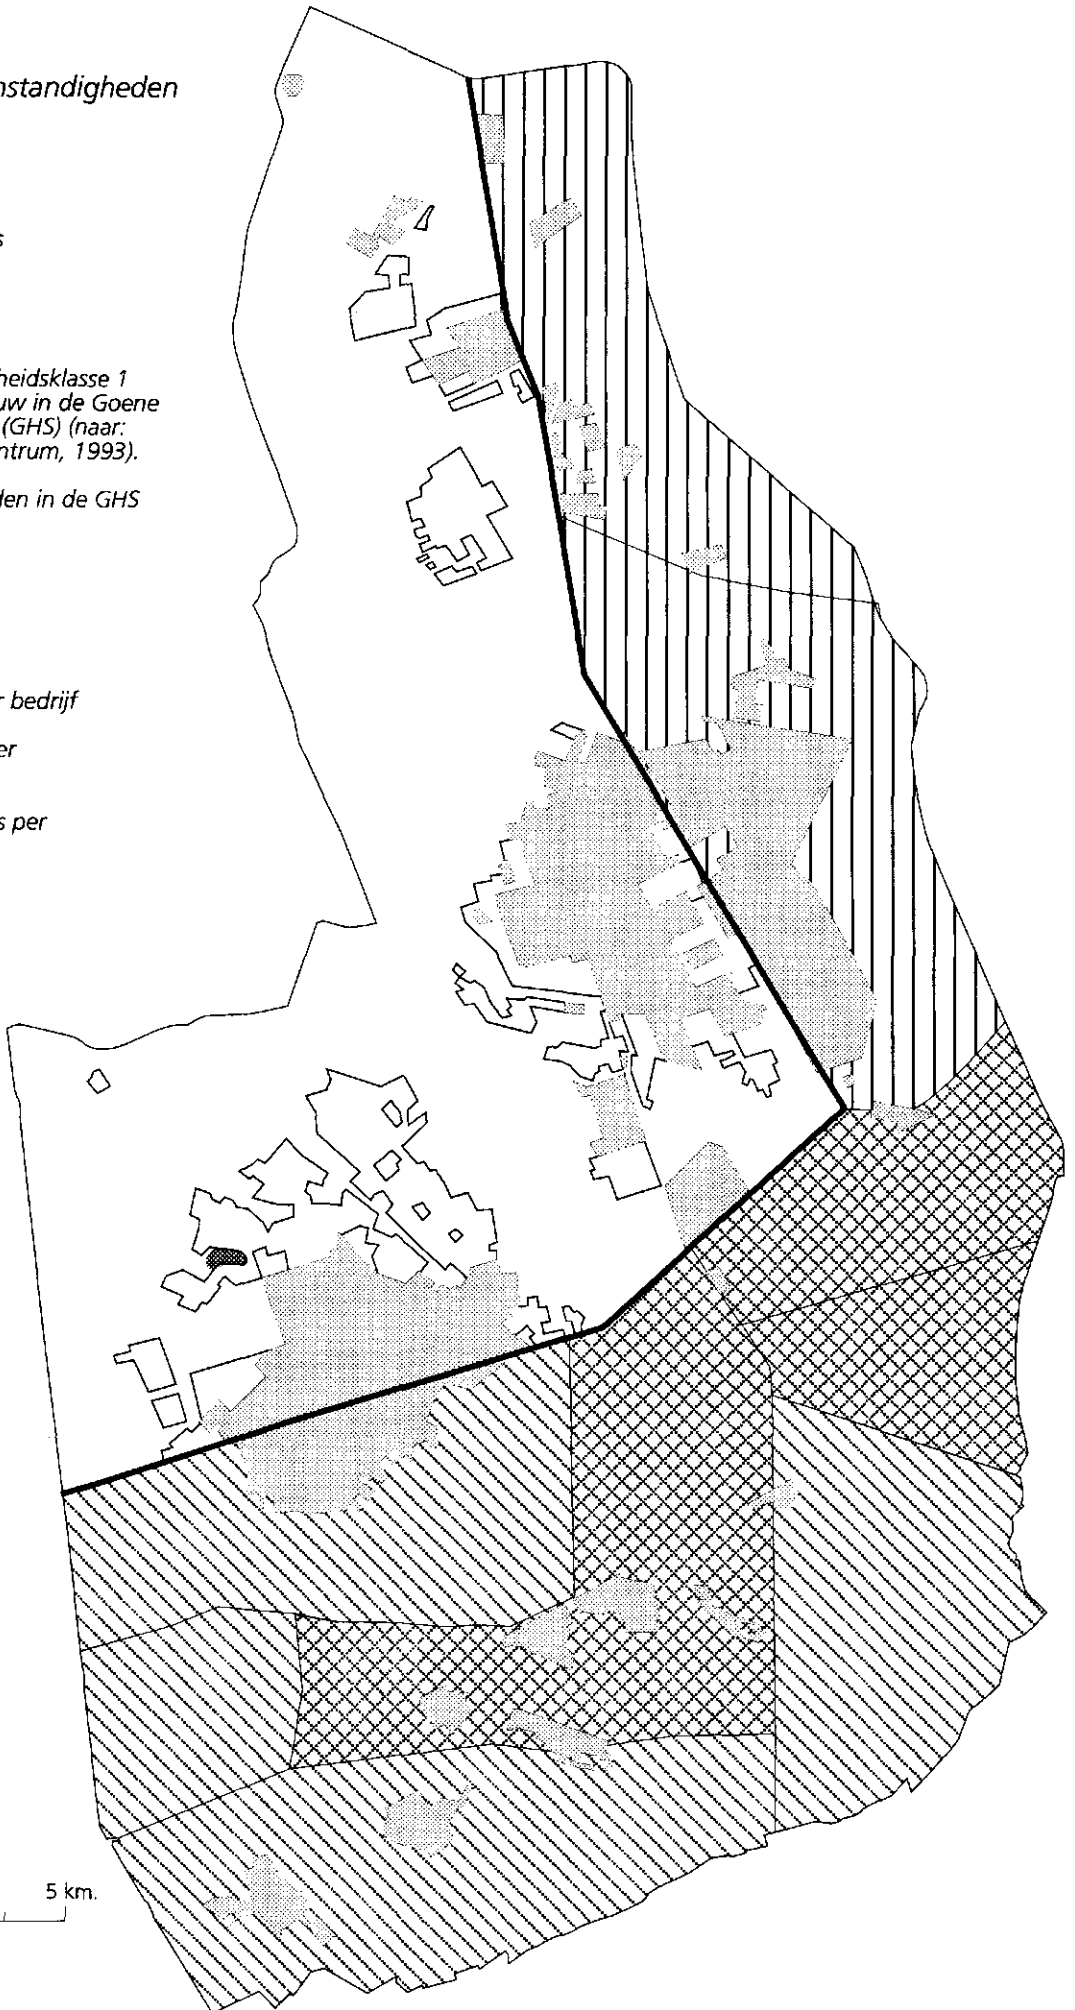 nstandigheden
s
heidsklasse 1
uw in de Goene
(GHS) (naar:
ntrum, 1993).
den in de GHS
r bedrijf
er
s per
5 km.